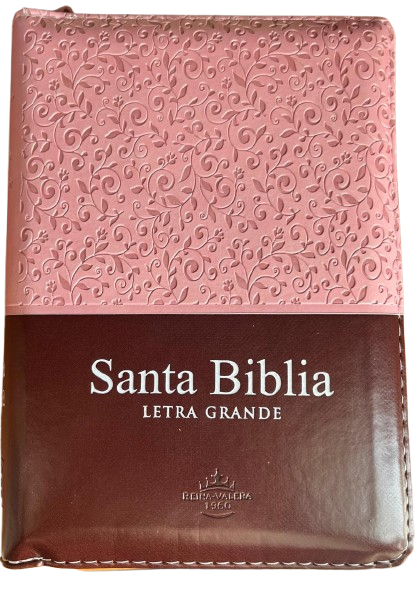 Santa Biblia
LETRA GRANDE
REINA-VALERA
1960